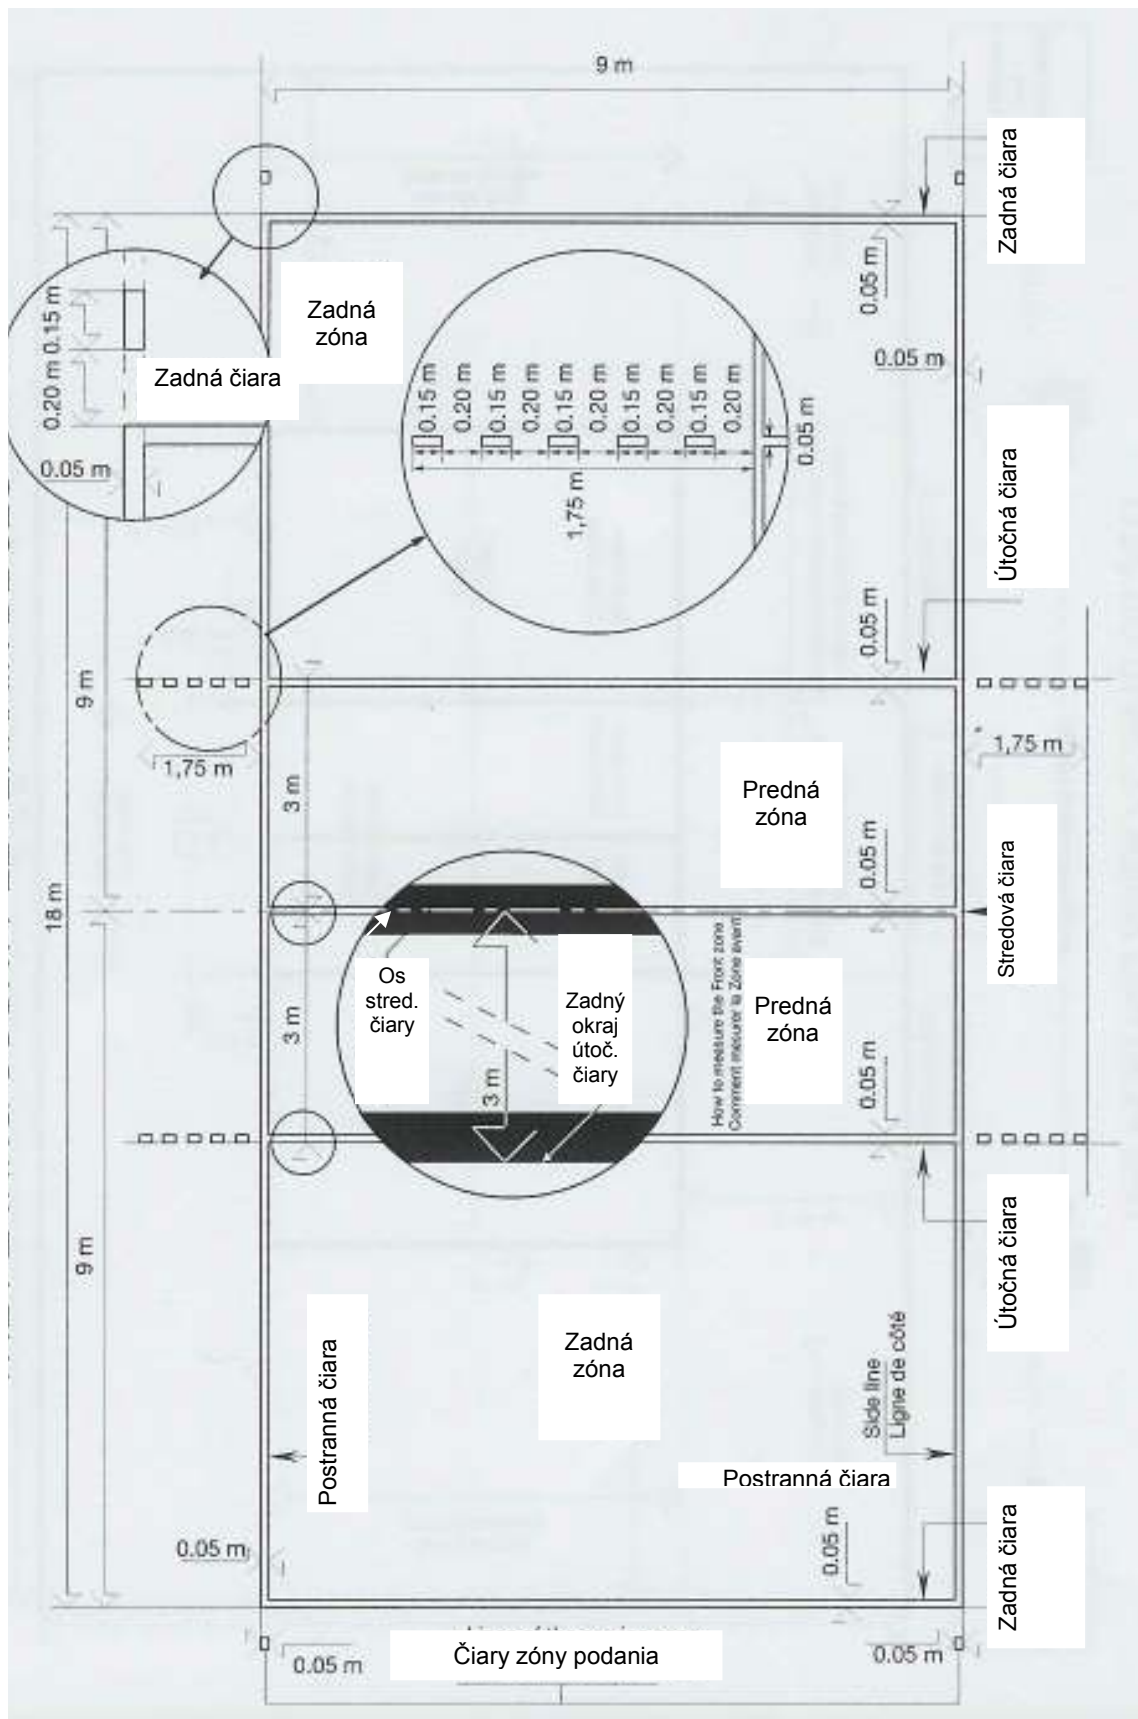 9 m
Zadná čiara
Zadná
zóna
Zadná čiara
0.15 m
0.20 m
0.05 m
0.05 m
0.05 m
0.15 m
0.20 m
0.15 m
0.20 m
0.15 m
0.20 m
0.15 m
0.20 m
0.15 m
0.20 m
0.05 m
1,75 m
Útočná čiara
0.05 m
9 m
1,75 m
1,75 m
3 m
Predná
zóna
0.05 m
18 m
Stredová čiara
Os
stred.
čiary
Zadný
okraj
útoč.
čiary
3 m
3 m
How to measure the Front zone
Comment mesurer la Zone avant
Predná
zóna
0.05 m
9 m
Útočná čiara
Postranná čiara
Zadná
zóna
Side line
Ligne de côté
Postranná čiara
0.05 m
0.05 m
Zadná čiara
0.05 m
Čiary zóny podania
0.05 m